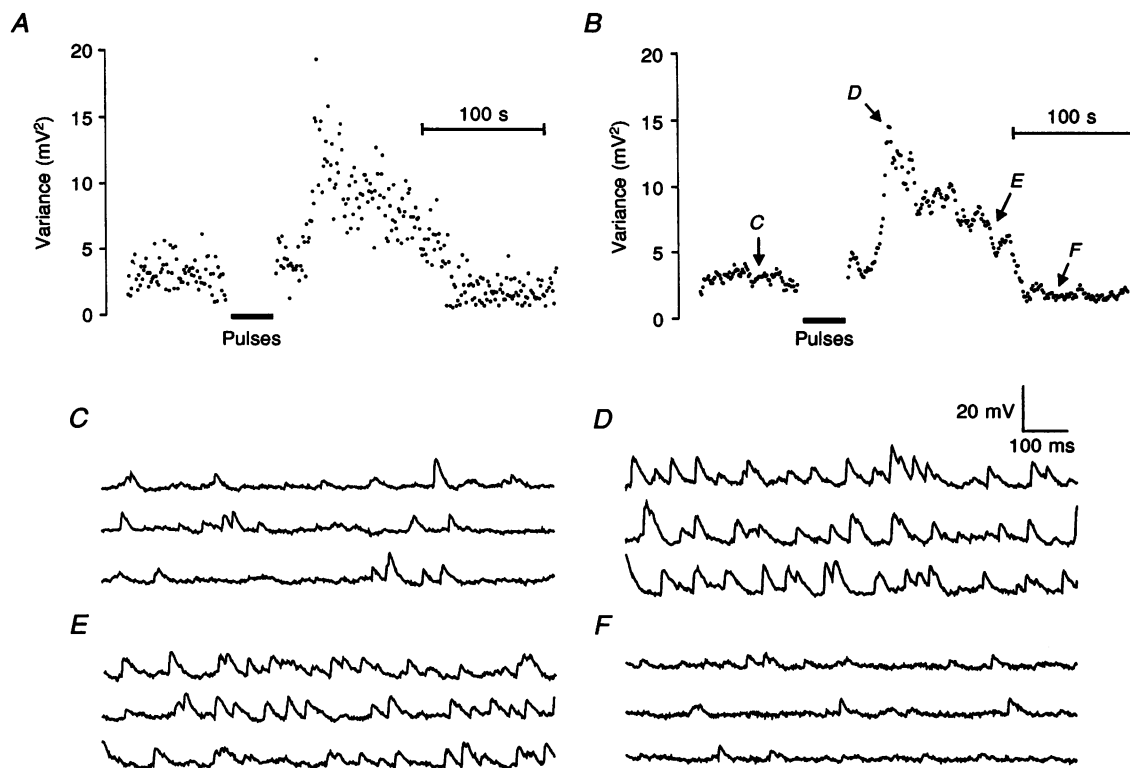 A
B
20
15
10
5
0
Variance (mV²)
100 s
Pulses
20
15
10
5
0
Variance (mV²)
100 s
C
D
E
F
Pulses
C
D
20 mV
100 ms
E
F